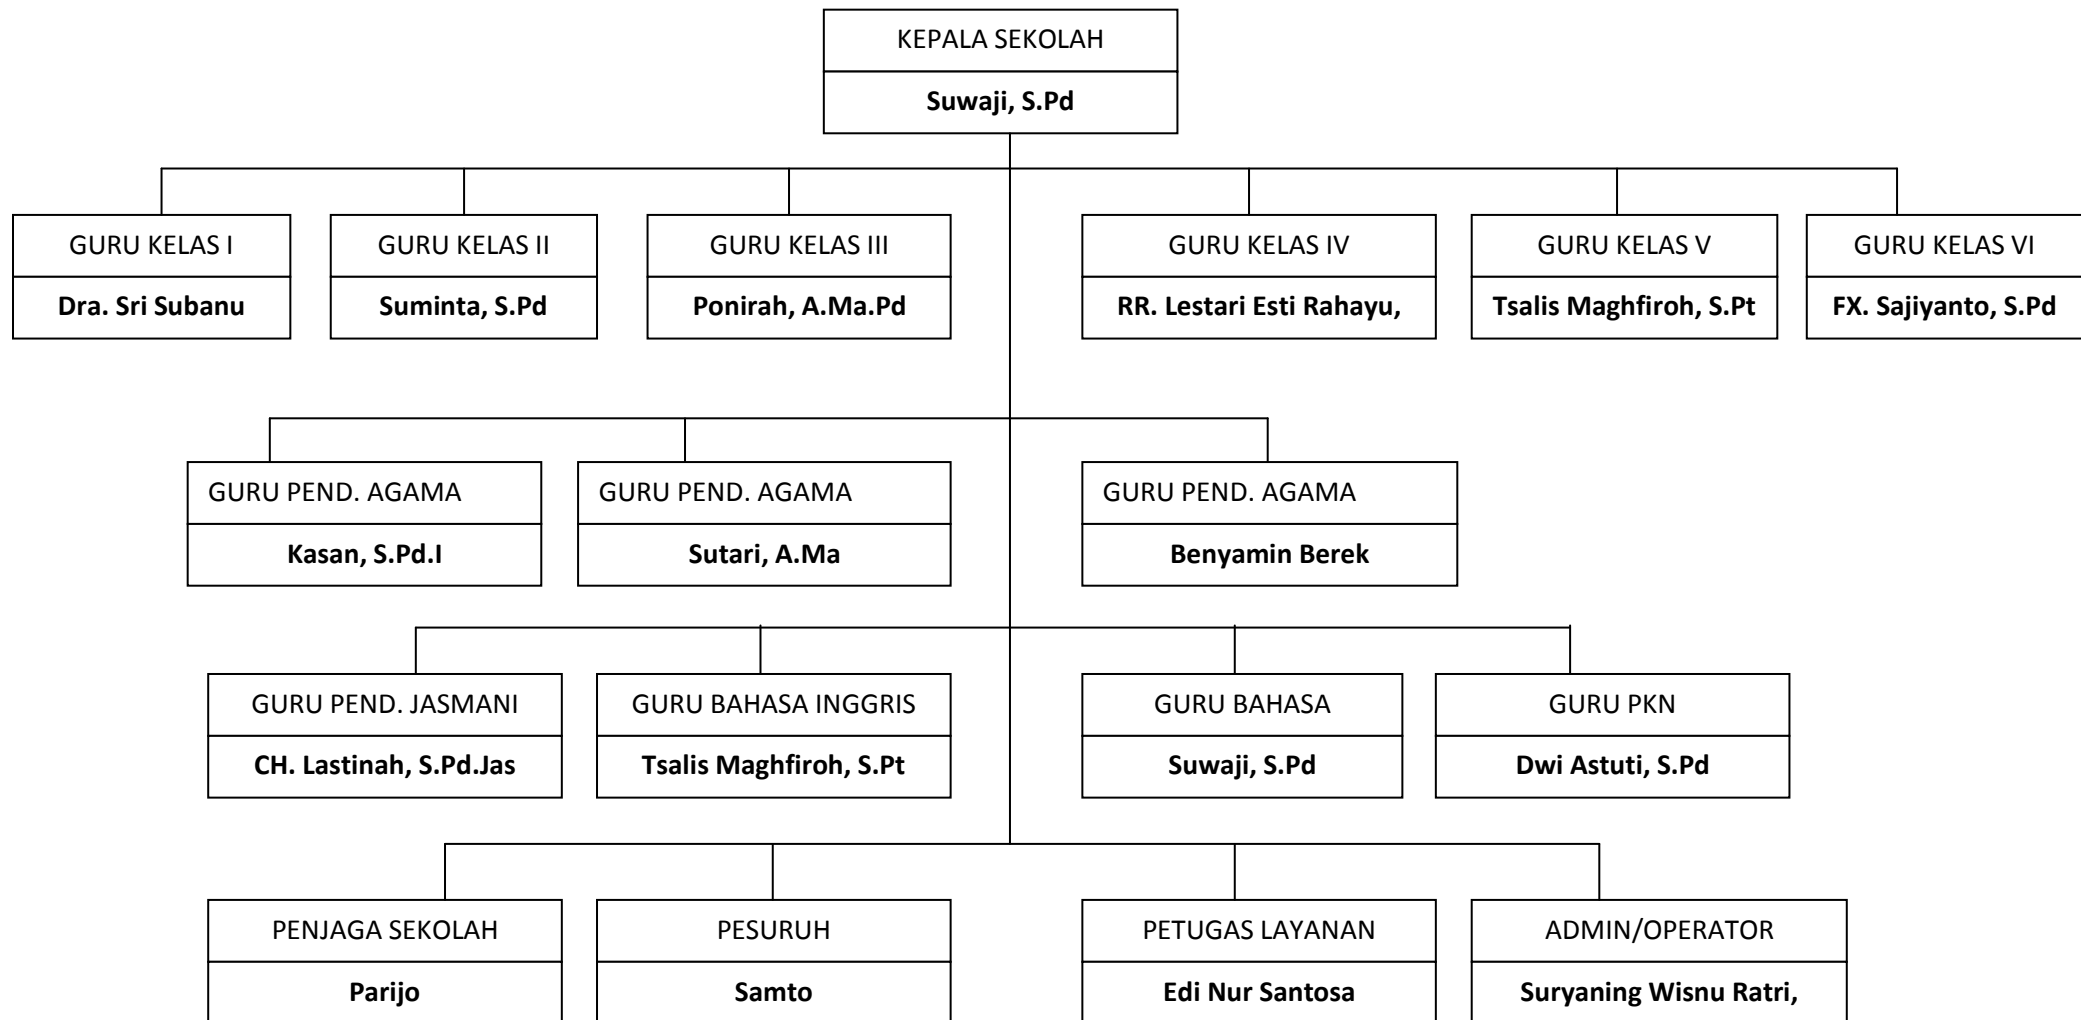 KEPALA SEKOLAH
Suwaji, S.Pd
GURU KELAS I
Dra. Sri Subanu
GURU KELAS II
Suminta, S.Pd
GURU KELAS III
Ponirah, A.Ma.Pd
GURU KELAS IV
RR. Lestari Esti Rahayu,
GURU KELAS V
Tsalis Maghfiroh, S.Pt
GURU KELAS VI
FX. Sajiyanto, S.Pd
GURU PEND. AGAMA
Kasan, S.Pd.I
GURU PEND. AGAMA
Sutari, A.Ma
GURU PEND. AGAMA
Benyamin Berek
GURU PEND. JASMANI
CH. Lastinah, S.Pd.Jas
GURU BAHASA INGGRIS
Tsalis Maghfiroh, S.Pt
GURU BAHASA
Suwaji, S.Pd
GURU PKN
Dwi Astuti, S.Pd
PENJAGA SEKOLAH
Parijo
PESURUH
Samto
PETUGAS LAYANAN
Edi Nur Santosa
ADMIN/OPERATOR
Suryaning Wisnu Ratri,